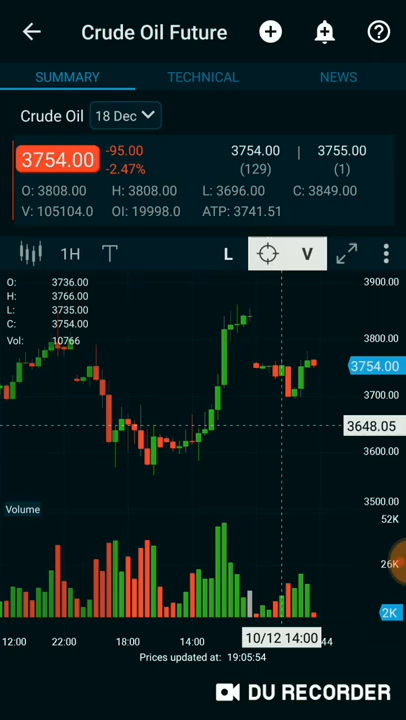 Crude Oil Future
SUMMARY TECHNICAL NEWS
Crude Oil 18 Dec
3754.00 -95.00 3754.00 | 3755.00
-2.47% (129) (1)
O: 3808.00 H: 3808.00 L: 3696.00 C: 3849.00
V: 105104.0 OI: 19998.0 ATP: 3741.51
1H T L V
O: 3736.00
H: 3766.00
L: 3735.00
C: 3754.00
Vol: 10766
3900.00
3800.00
3754.00
3700.00
3648.05
3600.00
3500.00
Volume
52K
26K
2K
12:00 22:00 18:00 14:00 10/12 14:00 :44
Prices updated at: 19:05:54
DU RECORDER